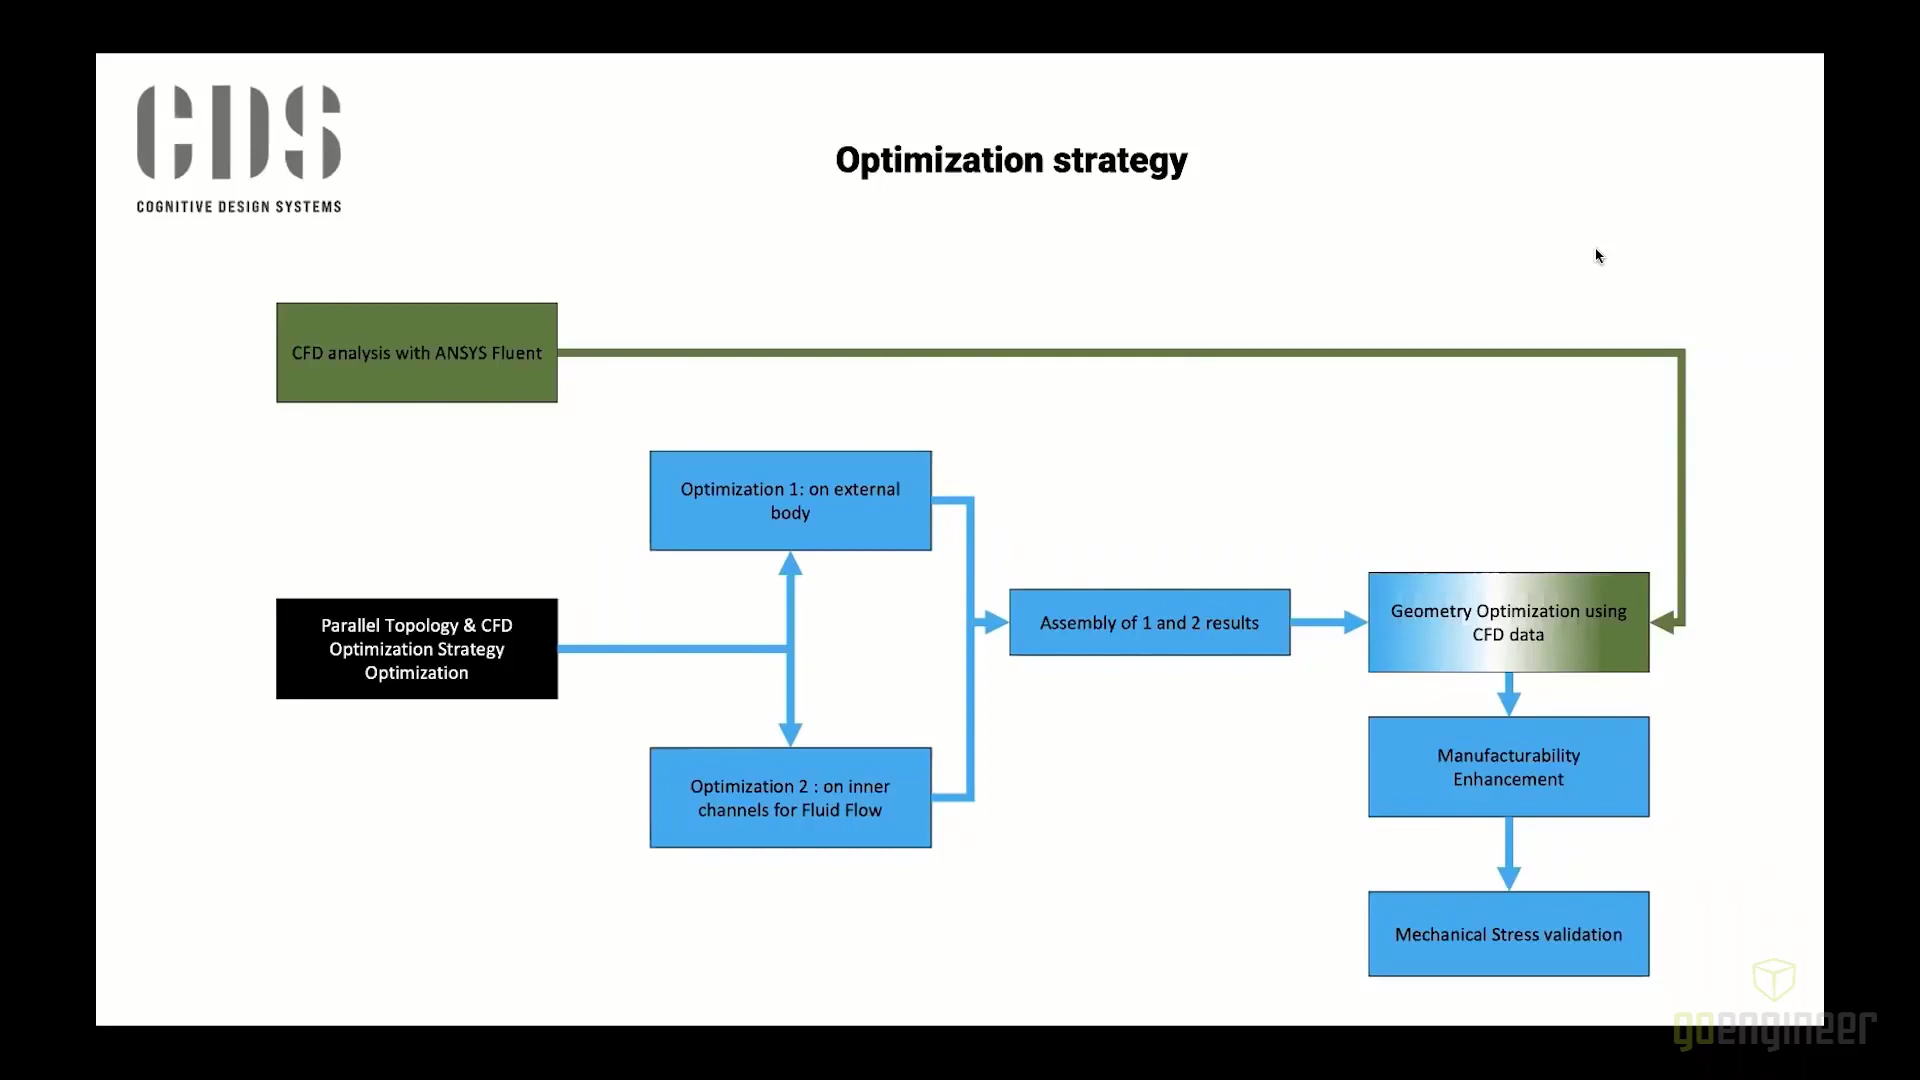 CDS
COGNITIVE DESIGN SYSTEMS
Optimization strategy
CFD analysis with ANSYS Fluent
Optimization 1: on external
body
Parallel Topology & CFD
Optimization Strategy
Optimization
Optimization 2 : on inner
channels for Fluid Flow
Assembly of 1 and 2 results
Geometry Optimization using
CFD data
Manufacturability
Enhancement
Mechanical Stress validation
goengineer